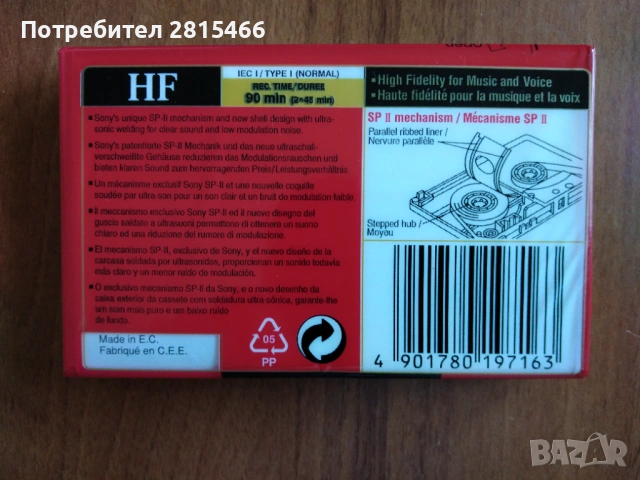 Потребител 2815466
open
HF
IEC I / TYPE I (NORMAL)
REC. TIME/DUREE
90 min (2×45 min)
• High Fidelity for Music and Voice
• Haute fidélité pour la musique et la voix
■ Sony's unique SP-II mechanism and new shell design with ultra-
sonic welding for clear sound and low modulation noise.
■ Sony's patentierte SP-II Mechanik und das neue ultraschall-
verschweißte Gehäuse reduzieren das Modulationsrauschen und
bieten klaren Sound zum hervorragenden Preis/Leistungsverhältnis
■ Un mécanisme exclusif Sony SP-II et une nouvelle coquille
soudée par ultra-son pour un son clair et un bruit de modulation faible.
■ Il meccanismo esclusivo Sony SP-II ed il nuovo disegno del
guscio saldato a ultrasuoni permettono di ottenere un suono
chiaro ed una riduzione del rumore di modulazione.
■ El mecanismo SP-II, exclusivo de Sony, y el nuevo diseño de la
carcasa soldada por ultrasonidos, proporcionan un sonido todavía
más claro y un menor ruido de modulación.
■ O exclusivo mecanismo SP-II da Sony, e o novo desenho da
caixa exterior da cassete com soldadura ultra-sónica, garante-lhe
um som mais puro e um baixo ruído
de fundo.
SP II mechanism / Mécanisme SP II
Parallel ribbed liner /
Nervure parallèle
Stepped hub /
Moyeu
Made in E.C.
Fabriqué en C.E.E.
05
PP
4 901780 197163
BAZAR